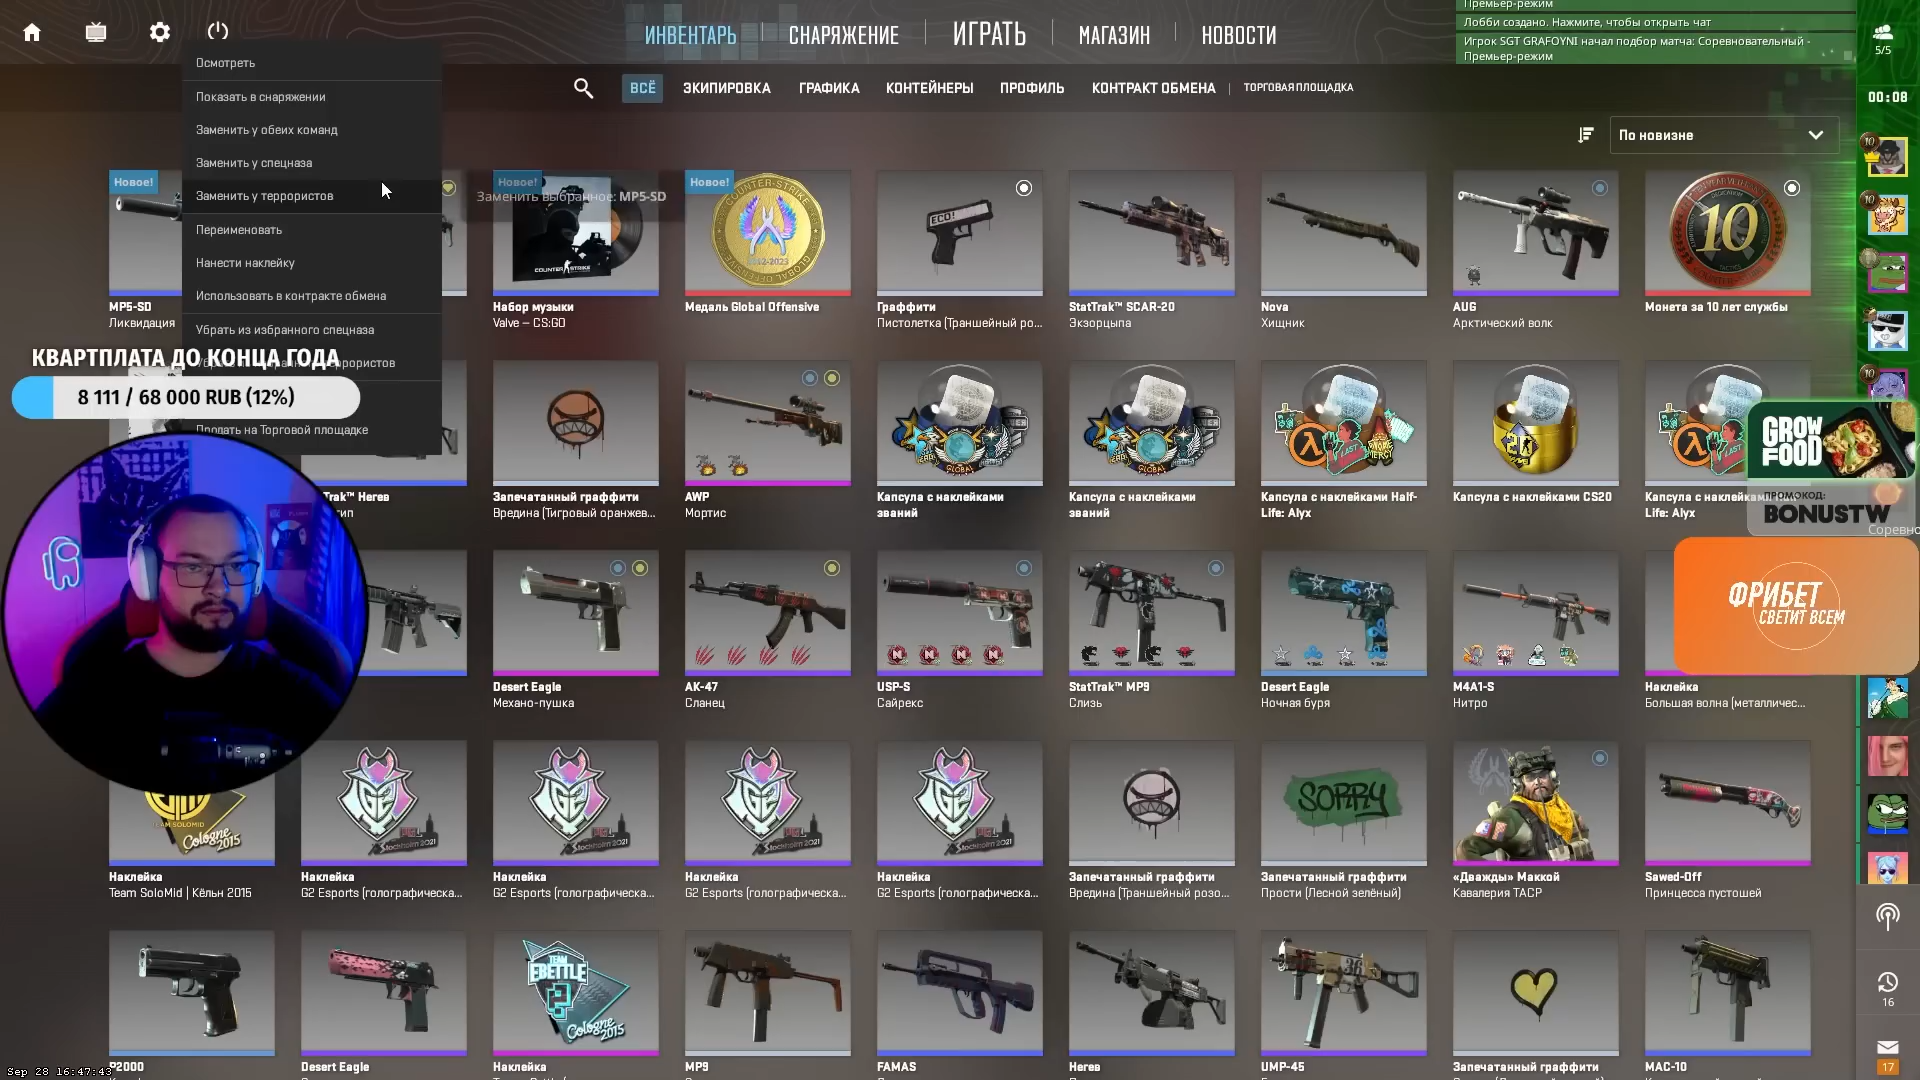 ИНВЕНТАРЬ
СНАРЯЖЕНИЕ
ИГРАТЬ
МАГАЗИН
НОВОСТИ
Премьер-режим
Лобби создано. Нажмите, чтобы открыть чат
Игрок SGT GRAFOYNI начал подбор матча: Соревновательный -
Премьер-режим
5/5
00:08
ВСЁ
ЭКИПИРОВКА
ГРАФИКА
КОНТЕЙНЕРЫ
ПРОФИЛЬ
КОНТРАКТ ОБМЕНА
ТОРГОВАЯ ПЛОЩАДКА
По новизне
Осмотреть
Показать в снаряжении
Заменить у обеих команд
Заменить у спецназа
Заменить у террористов
Переименовать
Нанести наклейку
Использовать в контракте обмена
Убрать из избранного спецназа
Продать на Торговой площадке
Заменить выбранное: MP5-SD
Новое!
Новое!
Новое!
MP5-SD
Ликвидация
Набор музыки
Valve – CS:GO
Медаль Global Offensive
Граффити
Пистолетка (Траншейный ро...
StatTrak™ SCAR-20
Экзорцыпа
Nova
Хищник
AUG
Арктический волк
Монета за 10 лет службы
КВАРТПЛАТА ДО КОНЦА ГОДА
8 111 / 68 000 RUB (12%)
Запечатанный граффити
Вредина (Тигровый оранжев...
AWP
Мортис
Капсула с наклейками
званий
Капсула с наклейками
званий
Капсула с наклейками Half-
Life: Alyx
Капсула с наклейками CS20
Капсула с наклейками
Life: Alyx
GROW
FOOD
ПРОМОКОД:
BONUSTW
ФРИБЕТ
СВЕТИТ ВСЕМ
Desert Eagle
Механо-пушка
AK-47
Сланец
USP-S
Сайрекс
StatTrak™ MP9
Слизь
Desert Eagle
Ночная буря
M4A1-S
Нитро
Наклейка
Большая волна (металличес...
Наклейка
Team SoloMid | Кёльн 2015
Наклейка
G2 Esports (голографическа...
Наклейка
G2 Esports (голографическа...
Наклейка
G2 Esports (голографическа...
Наклейка
G2 Esports (голографическа...
Запечатанный граффити
Вредина (Траншейный розо...
Запечатанный граффити
Прости (Лесной зелёный)
«Дважды» Маккой
Кавалерия TACP
Sawed-Off
Принцесса пустошей
P2000
Desert Eagle
Наклейка
MP9
FAMAS
Негев
UMP-45
Запечатанный граффити
MAC-10
16
17
Sep 28 16:47:43